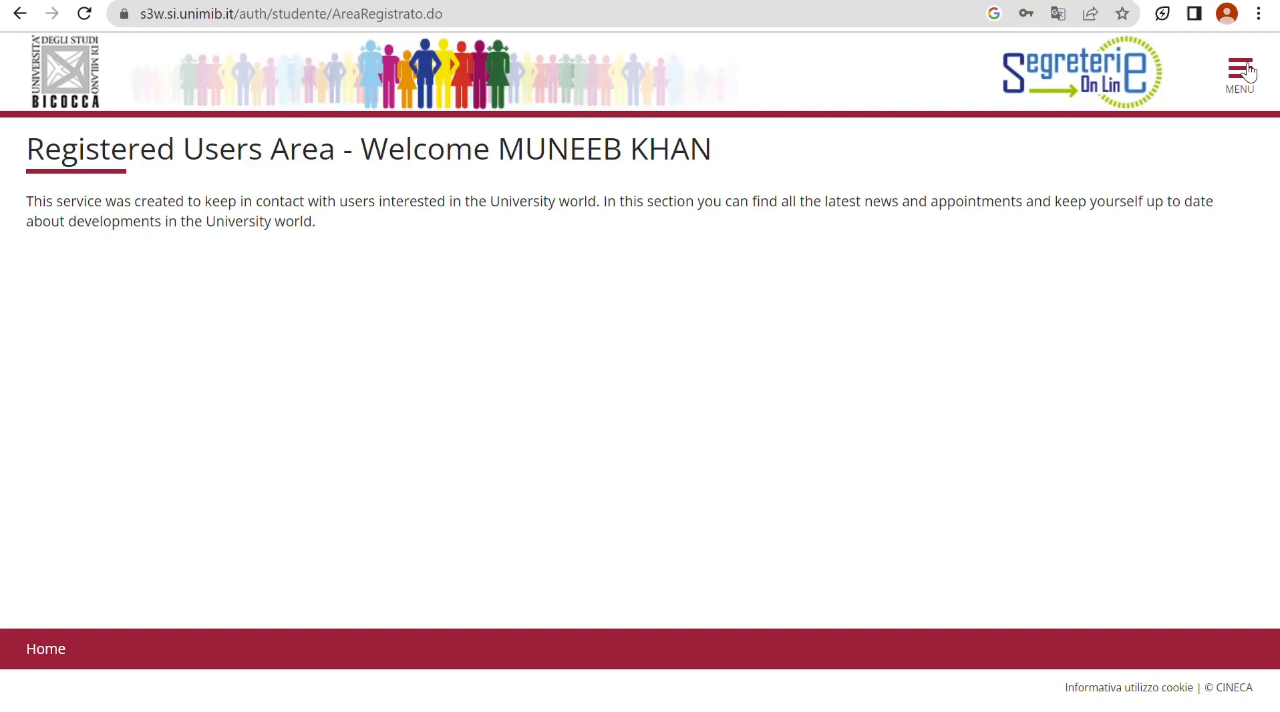 s3w.si.unimib.it/auth/studente/AreaRegistrato.do
UNIVERSITÀ
DEGLI STUDI
DI MILANO
BICOCCA
Segreterie
On Line
MENU
Registered Users Area - Welcome MUNEEB KHAN
This service was created to keep in contact with users interested in the University world. In this section you can find all the latest news and appointments and keep yourself up to date
about developments in the University world.
Home
Informativa utilizzo cookie | © CINECA